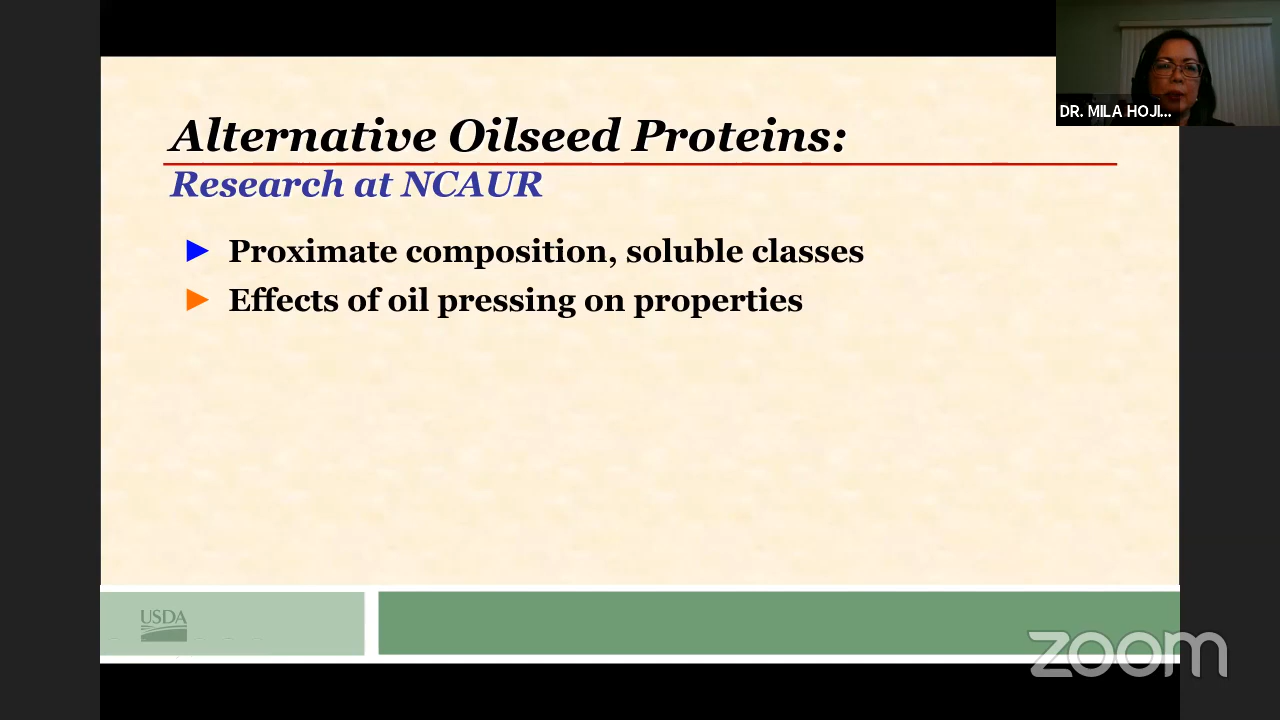 DR. MILA HOJI...
Alternative Oilseed Proteins:
Research at NCAUR
Proximate composition, soluble classes
Effects of oil pressing on properties
USDA
zoom